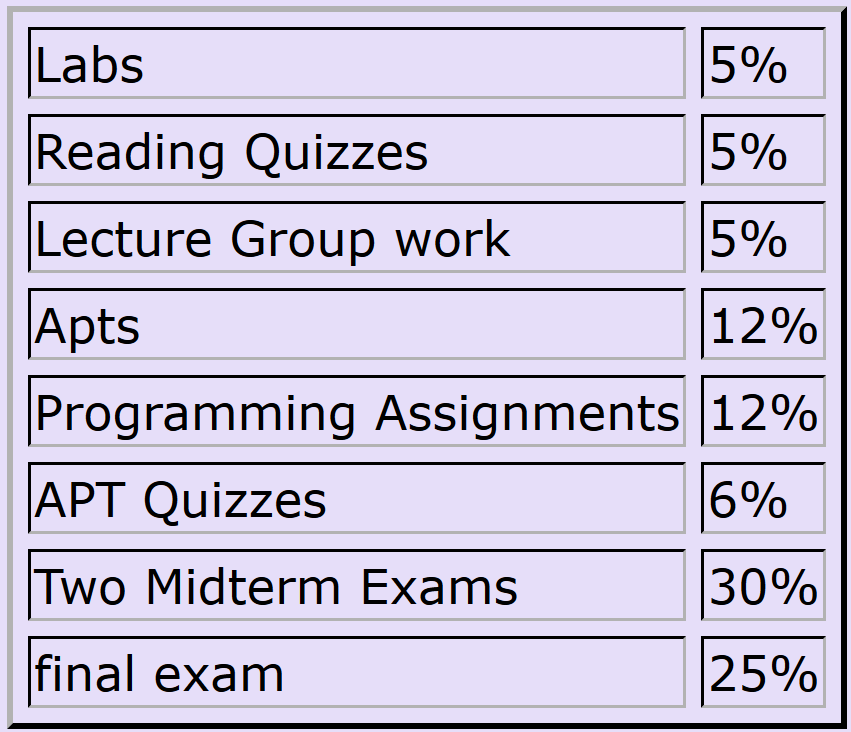 Labs 5%
Reading Quizzes 5%
Lecture Group work 5%
Apts 12%
Programming Assignments 12%
APT Quizzes 6%
Two Midterm Exams 30%
final exam 25%